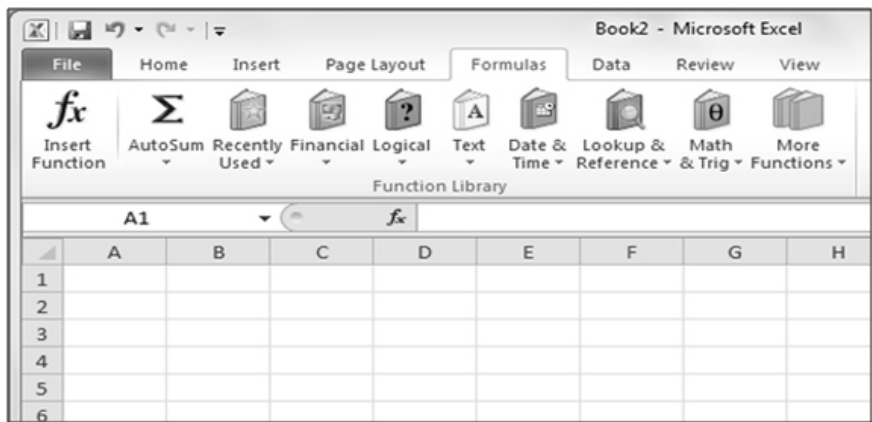 Book2 - Microsoft Excel
File Home Insert Page Layout Formulas Data Review View
fx Σ ? A θ
Insert Function AutoSum Recently Used Financial Logical Text Date & Time Lookup & Reference Math & Trig More Functions
Function Library
A1 fx
A B C D E F G H
1
2
3
4
5
6